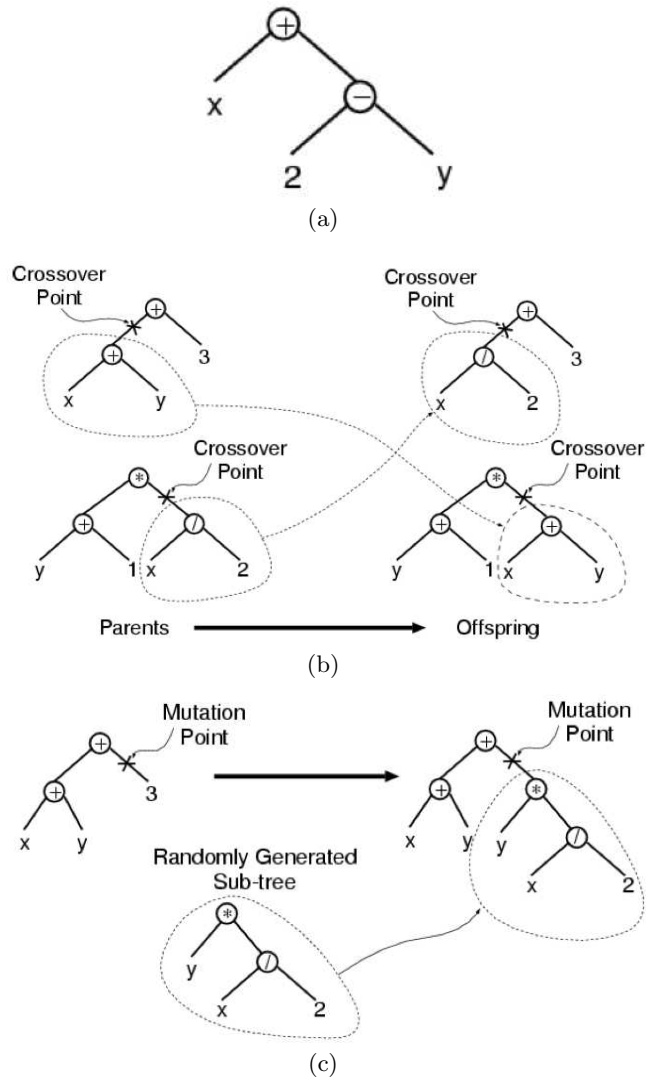 +
x
−
2
y
(a)
Crossover
Point
+
+
3
x
y
Crossover
Point
+
/
3
x
2
Crossover
Point
*
+
/
y
1
x
2
Crossover
Point
*
+
+
y
1
x
y
Parents
Offspring
(b)
Mutation
Point
+
+
3
x
y
Mutation
Point
+
+
*
x
y
y
/
x
2
Randomly Generated
Sub-tree
*
y
/
x
2
(c)